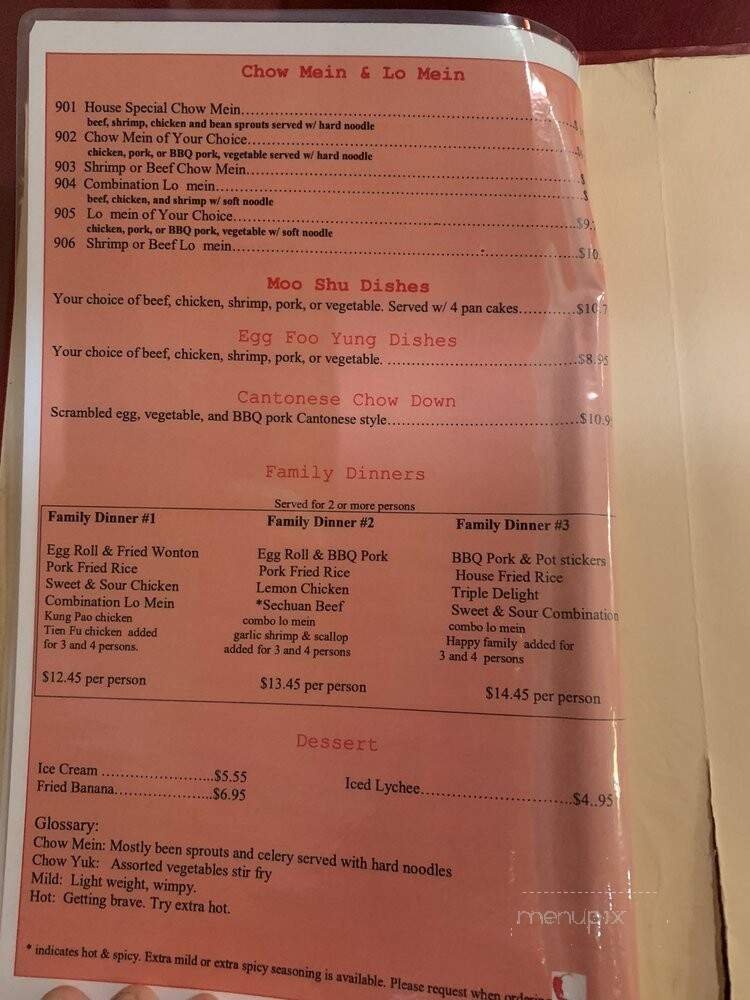 Chow Mein & Lo Mein
901 House Special Chow Mein
beef, shrimp, chicken and bean sprouts served w/ hard noodle
902 Chow Mein of Your Choice
chicken, pork, or BBQ pork, vegetable served w/ hard noodle
903 Shrimp or Beef Chow Mein.......$
904 Combination Lo mein.......$
beef, chicken, and shrimp w/ soft noodle
905 Lo mein of Your Choice.......$9.
chicken, pork, or BBQ pork, vegetable w/ soft noodle
906 Shrimp or Beef Lo mein.......$10
Moo Shu Dishes
Your choice of beef, chicken, shrimp, pork, or vegetable. Served w/ 4 pan cakes............$10.7
Egg Foo Yung Dishes
Your choice of beef, chicken, shrimp, pork, or vegetable. .......$8.95
Cantonese Chow Down
Scrambled egg, vegetable, and BBQ pork Cantonese style.......$10.9
Family Dinners
Served for 2 or more persons
Family Dinner #1
Egg Roll & Fried Wonton
Pork Fried Rice
Sweet & Sour Chicken
Combination Lo Mein
Kung Pao chicken
Tien Fu chicken added
for 3 and 4 persons.
$12.45 per person
Family Dinner #2
Egg Roll & BBQ Pork
Pork Fried Rice
Lemon Chicken
*Sechuan Beef
combo lo mein
garlic shrimp & scallop
added for 3 and 4 persons
$13.45 per person
Family Dinner #3
BBQ Pork & Pot stickers
House Fried Rice
Triple Delight
Sweet & Sour Combination
combo lo mein
Happy family added for
3 and 4 persons
$14.45 per person
Dessert
Ice Cream .......$5.55
Fried Banana.......$6.95
Iced Lychee.......$4..95
Glossary:
Chow Mein: Mostly been sprouts and celery served with hard noodles
Chow Yuk: Assorted vegetables stir fry
Mild: Light weight, wimpy.
Hot: Getting brave. Try extra hot.
* indicates hot & spicy. Extra mild or extra spicy seasoning is available. Please request when ordering
menupix